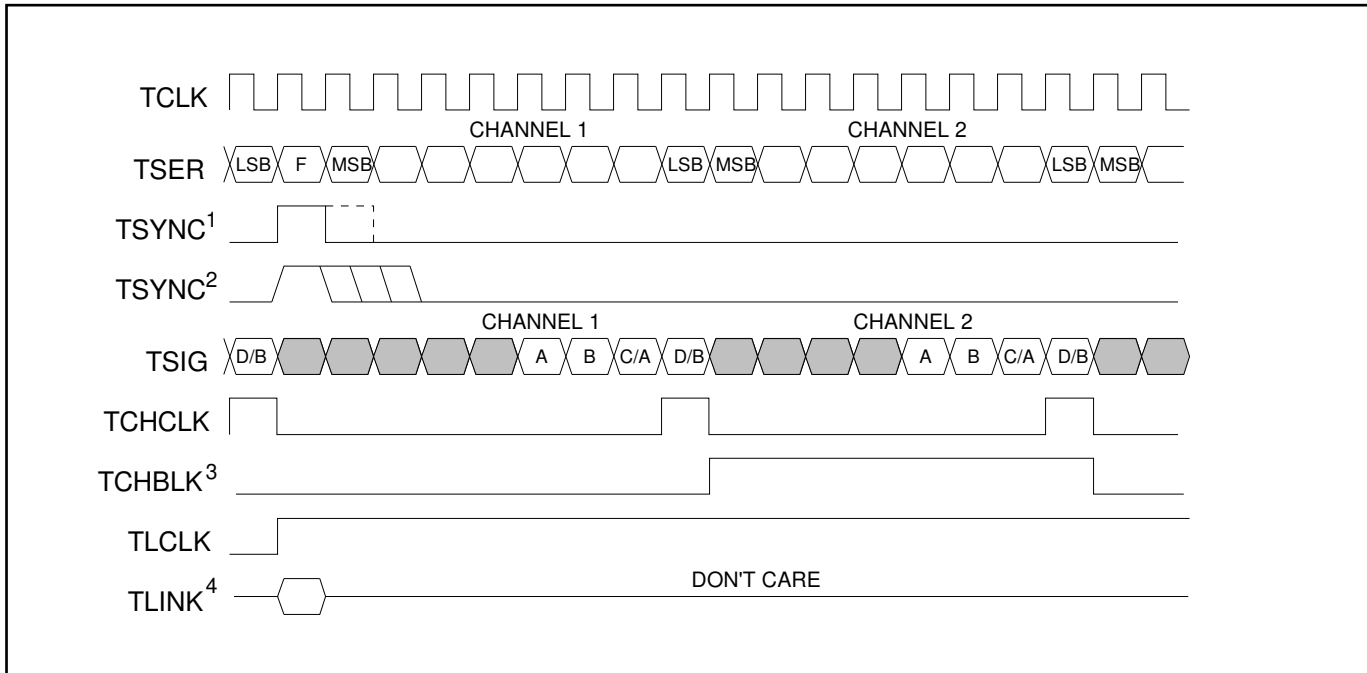 TCLK
CHANNEL 1 CHANNEL 2
TSER LSB F MSB LSB MSB LSB MSB
TSYNC1
TSYNC2
CHANNEL 1 CHANNEL 2
TSIG D/B A B C/A D/B A B C/A D/B
TCHCLK
TCHBLK3
TLCLK
DON'T CARE
TLINK4